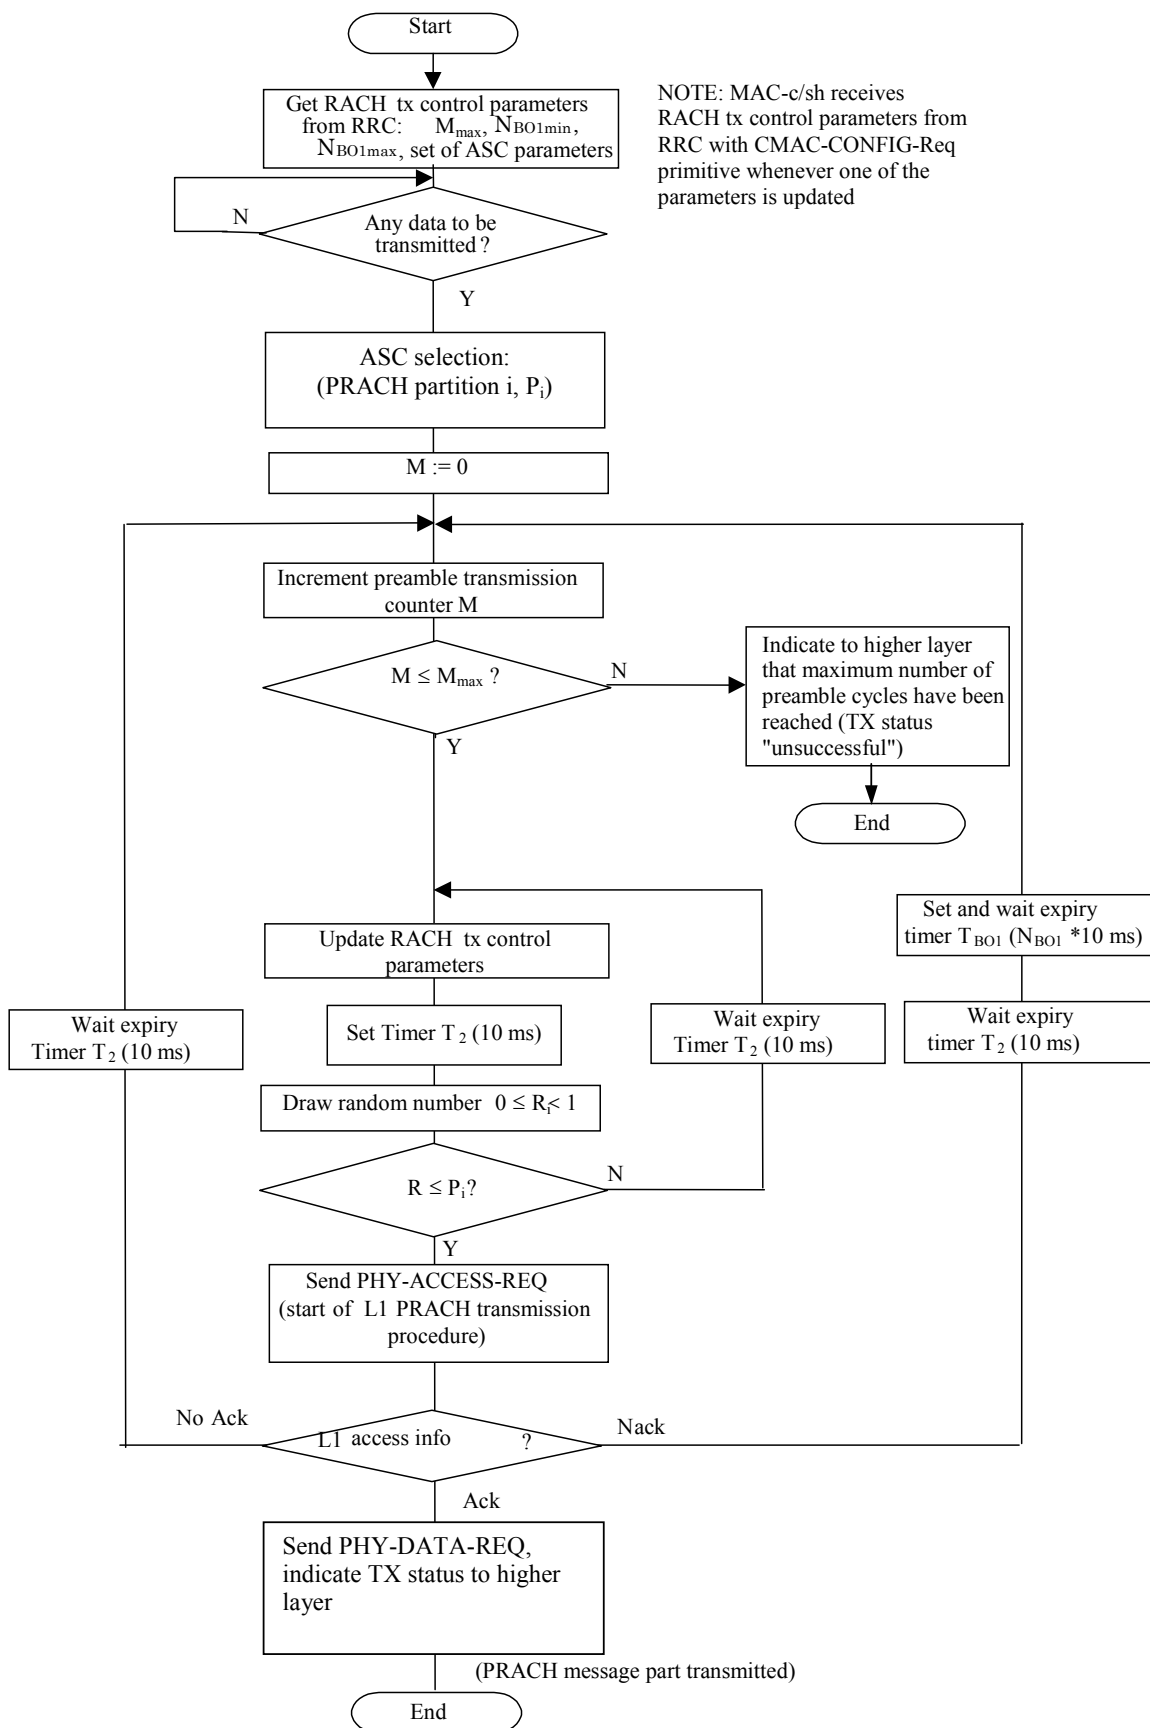 Start
Get RACH tx control parameters
from RRC: Mmax, NBO1min,
NBO1max, set of ASC parameters
NOTE: MAC-c/sh receives
RACH tx control parameters from
RRC with CMAC-CONFIG-Req
primitive whenever one of the
parameters is updated
N
Any data to be
transmitted ?
Y
ASC selection:
(PRACH partition i, Pi)
M := 0
Increment preamble transmission
counter M
M ≤ Mmax ?
N
Indicate to higher layer
that maximum number of
preamble cycles have been
reached (TX status
"unsuccessful")
Y
End
Set and wait expiry
timer TBO1 (NBO1 *10 ms)
Update RACH tx control
parameters
Wait expiry
Timer T2 (10 ms)
Set Timer T2 (10 ms)
Wait expiry
Timer T2 (10 ms)
Wait expiry
timer T2 (10 ms)
Draw random number 0 ≤ Ri< 1
R ≤ Pi?
N
Y
Send PHY-ACCESS-REQ
(start of L1 PRACH transmission
procedure)
No Ack
L1 access info ?
Nack
Ack
Send PHY-DATA-REQ,
indicate TX status to higher
layer
(PRACH message part transmitted)
End